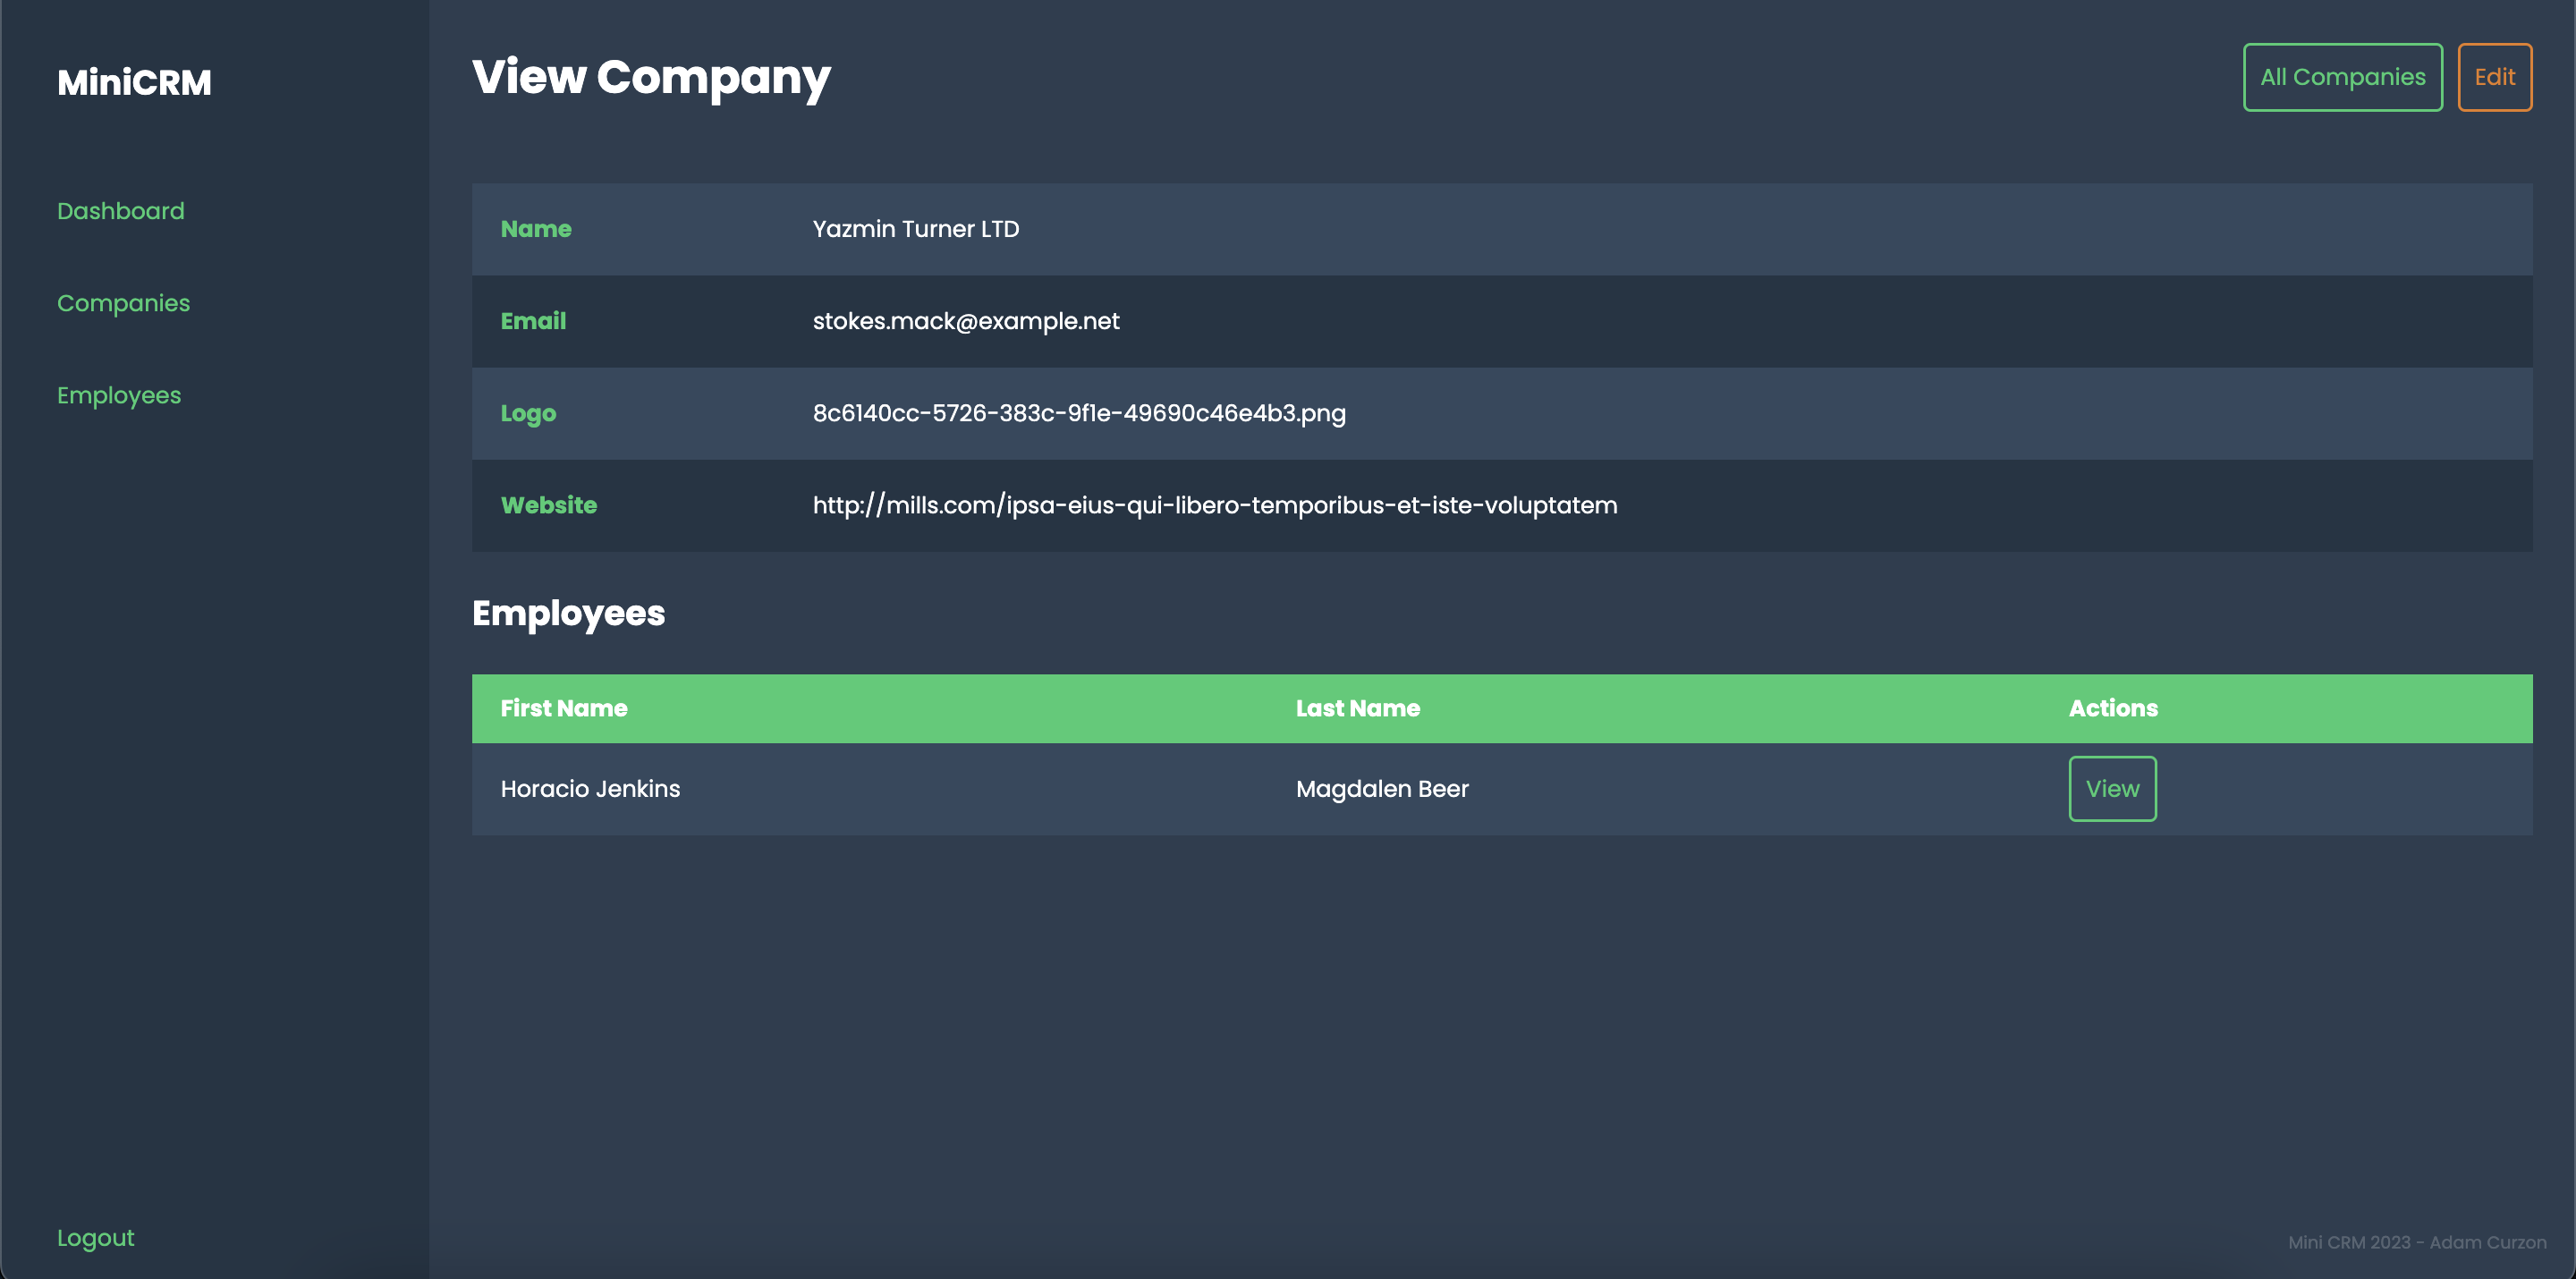 MiniCRM
Dashboard
Companies
Employees
Logout
View Company
All Companies
Edit
Name Yazmin Turner LTD
Email stokes.mack@example.net
Logo 8c6140cc-5726-383c-9f1e-49690c46e4b3.png
Website http://mills.com/ipsa-eius-qui-libero-temporibus-et-iste-voluptatem
Employees
First Name Last Name Actions
Horacio Jenkins Magdalen Beer View
Mini CRM 2023 - Adam Curzon